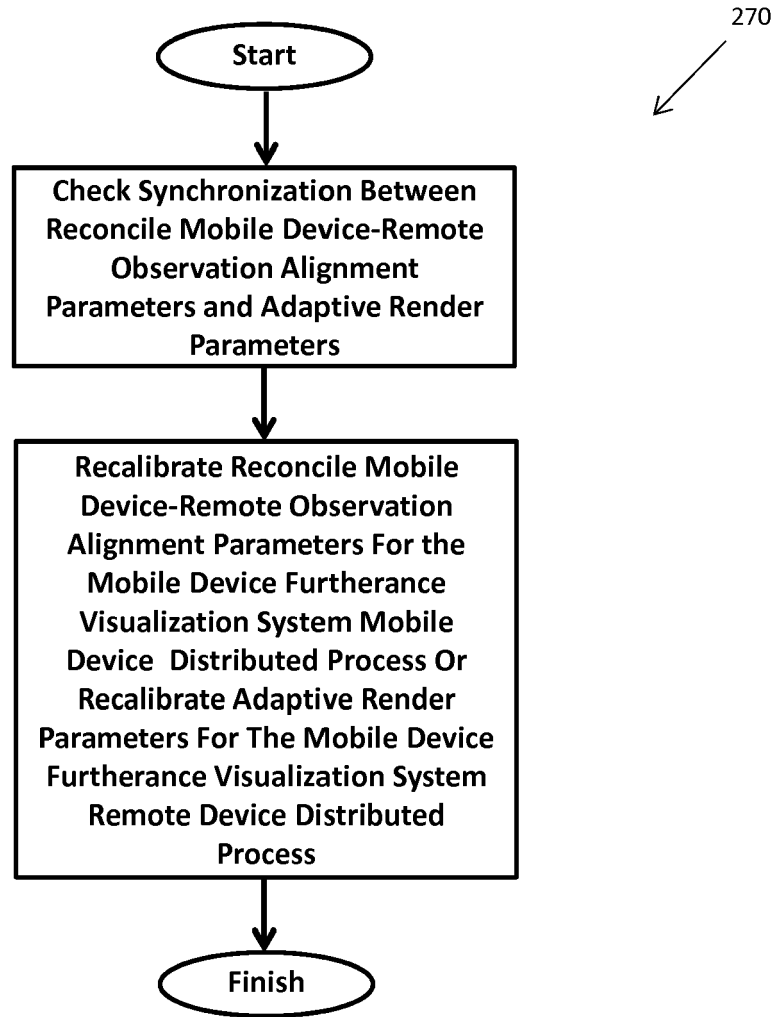 270
Start
Check Synchronization Between
Reconcile Mobile Device-Remote
Observation Alignment
Parameters and Adaptive Render
Parameters
Recalibrate Reconcile Mobile
Device-Remote Observation
Alignment Parameters For the
Mobile Device Furtherance
Visualization System Mobile
Device Distributed Process Or
Recalibrate Adaptive Render
Parameters For The Mobile Device
Furtherance Visualization System
Remote Device Distributed
Process
Finish